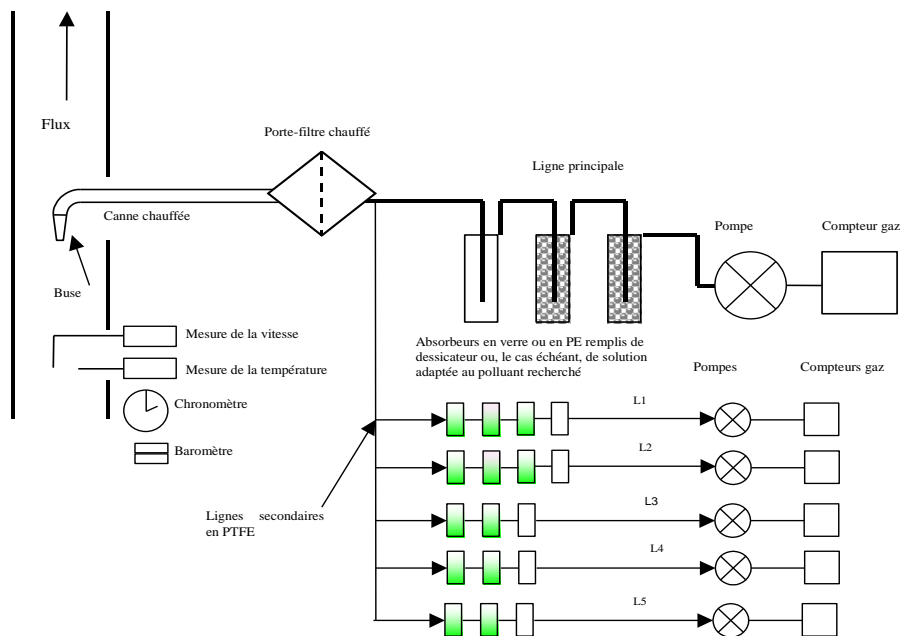 Flux
Porte-filtre chauffé
Ligne principale
Canne chauffée
Pompe
Compteur gaz
Buse
Mesure de la vitesse
Absorbeurs en verre ou en PE remplis de
dessicateur ou, le cas échéant, de solution
adaptée au polluant recherché
Mesure de la température
Pompes
Compteurs gaz
Chronomètre
L1
Baromètre
L2
L3
Lignes secondaires
en PTFE
L4
L5